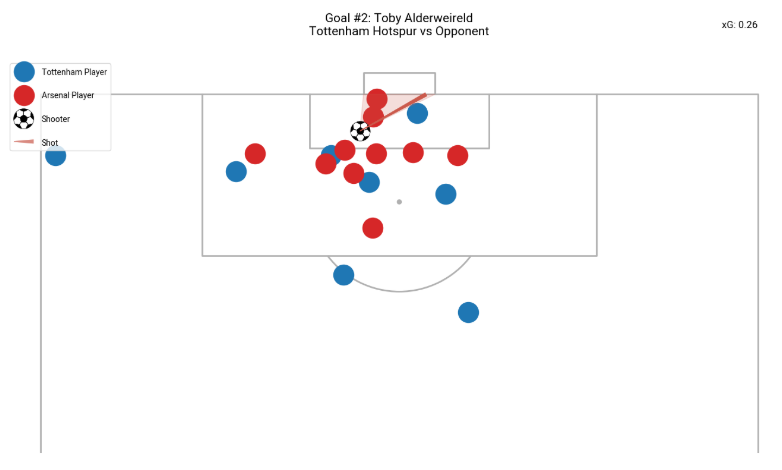 Goal #2: Toby Alderweireld
Tottenham Hotspur vs Opponent
xG: 0.26
Tottenham Player
Arsenal Player
Shooter
Shot